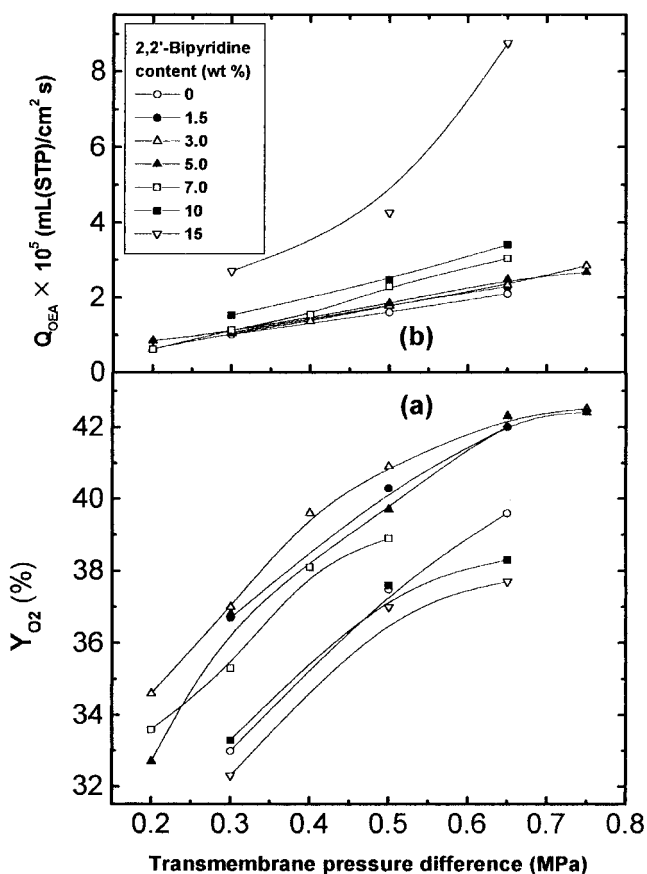 2,2'-Bipyridine
content (wt %)
0
1.5
3.0
5.0
7.0
10
15
Q_OEA × 10^5 (mL(STP)/cm^2 s)
8
6
4
2
0
(b)
(a)
Y_O2 (%)
42
40
38
36
34
32
0.2 0.3 0.4 0.5 0.6 0.7 0.8
Transmembrane pressure difference (MPa)